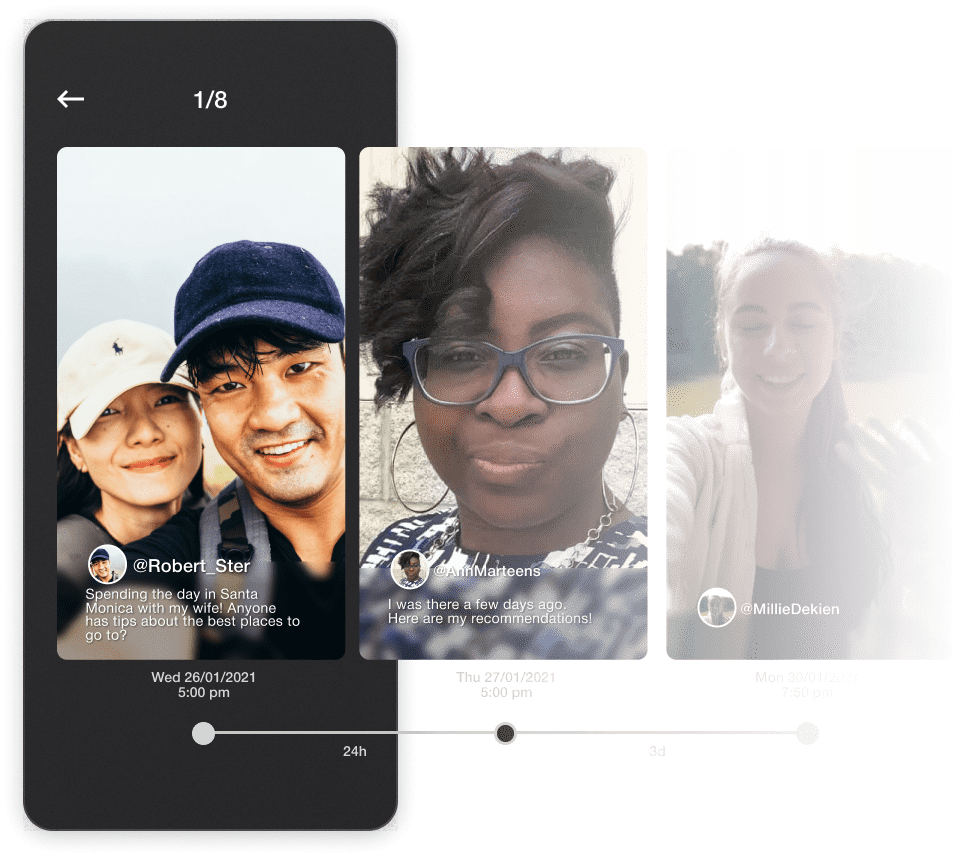 1/8
@Robert_Ster
Spending the day in Santa
Monica with my wife! Anyone
has tips about the best places to
go to?
Wed 26/01/2021
5:00 pm
24h
@AnnMarteens
I was there a few days ago.
Here are my recommendations!
Thu 27/01/2021
5:00 pm
3d
@MillieDekien
Mon 30/01/2021
7:50 pm